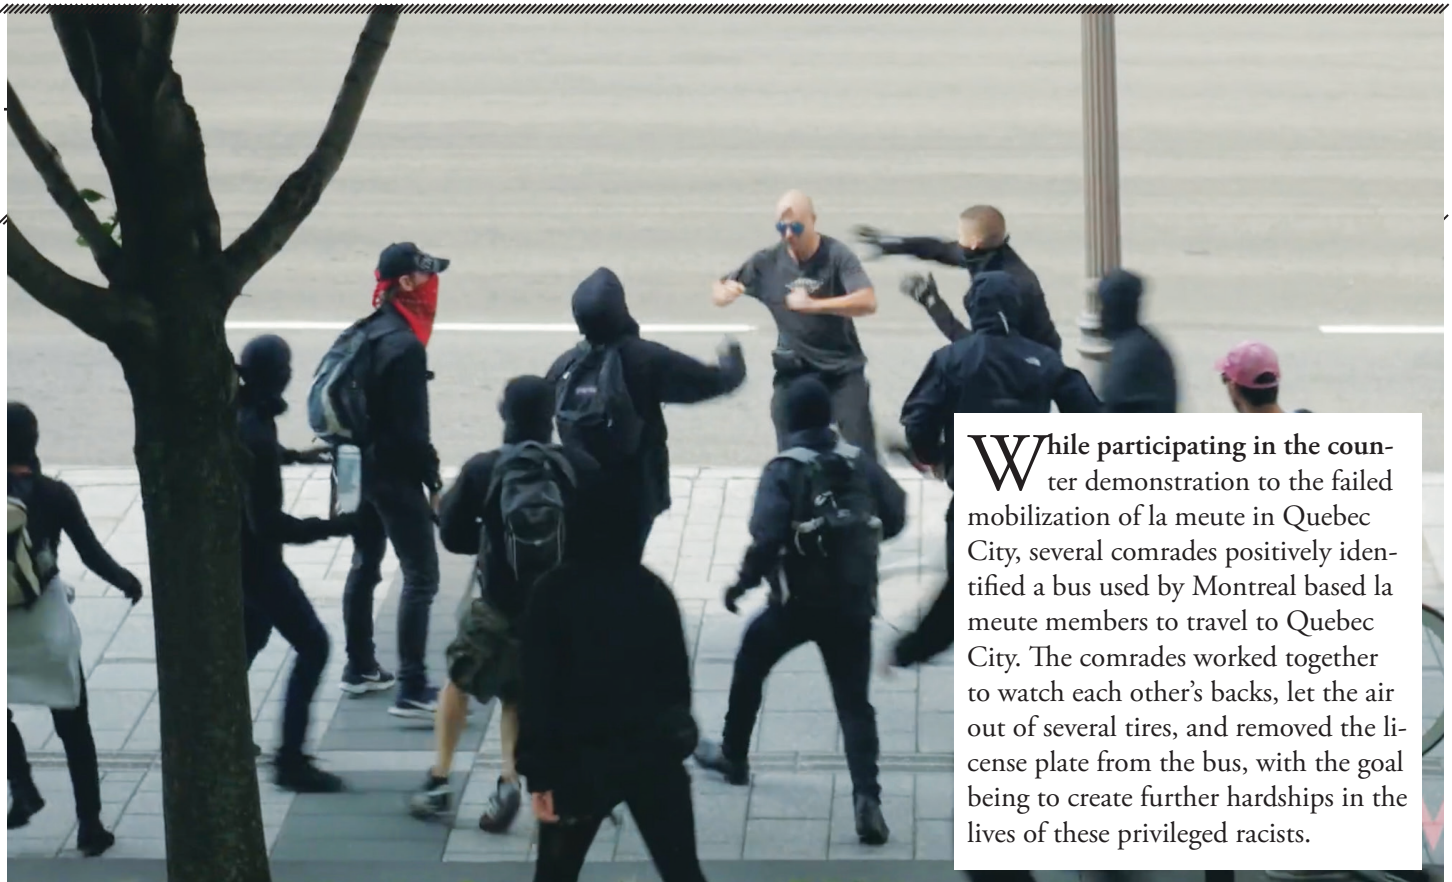 While participating in the coun-
ter demonstration to the failed
mobilization of la meute in Quebec
City, several comrades positively iden-
tified a bus used by Montreal based la
meute members to travel to Quebec
City. The comrades worked together
to watch each other’s backs, let the air
out of several tires, and removed the li-
cense plate from the bus, with the goal
being to create further hardships in the
lives of these privileged racists.